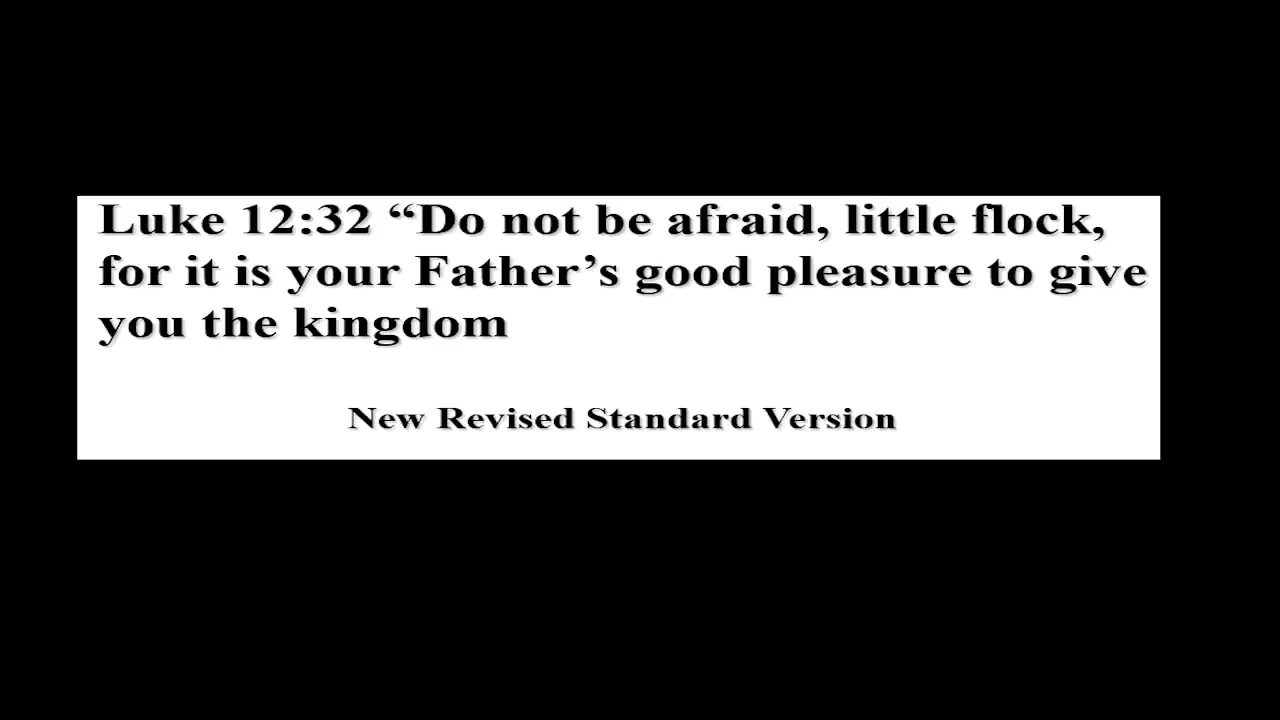 Luke 12:32 “Do not be afraid, little flock,
for it is your Father’s good pleasure to give
you the kingdom
New Revised Standard Version